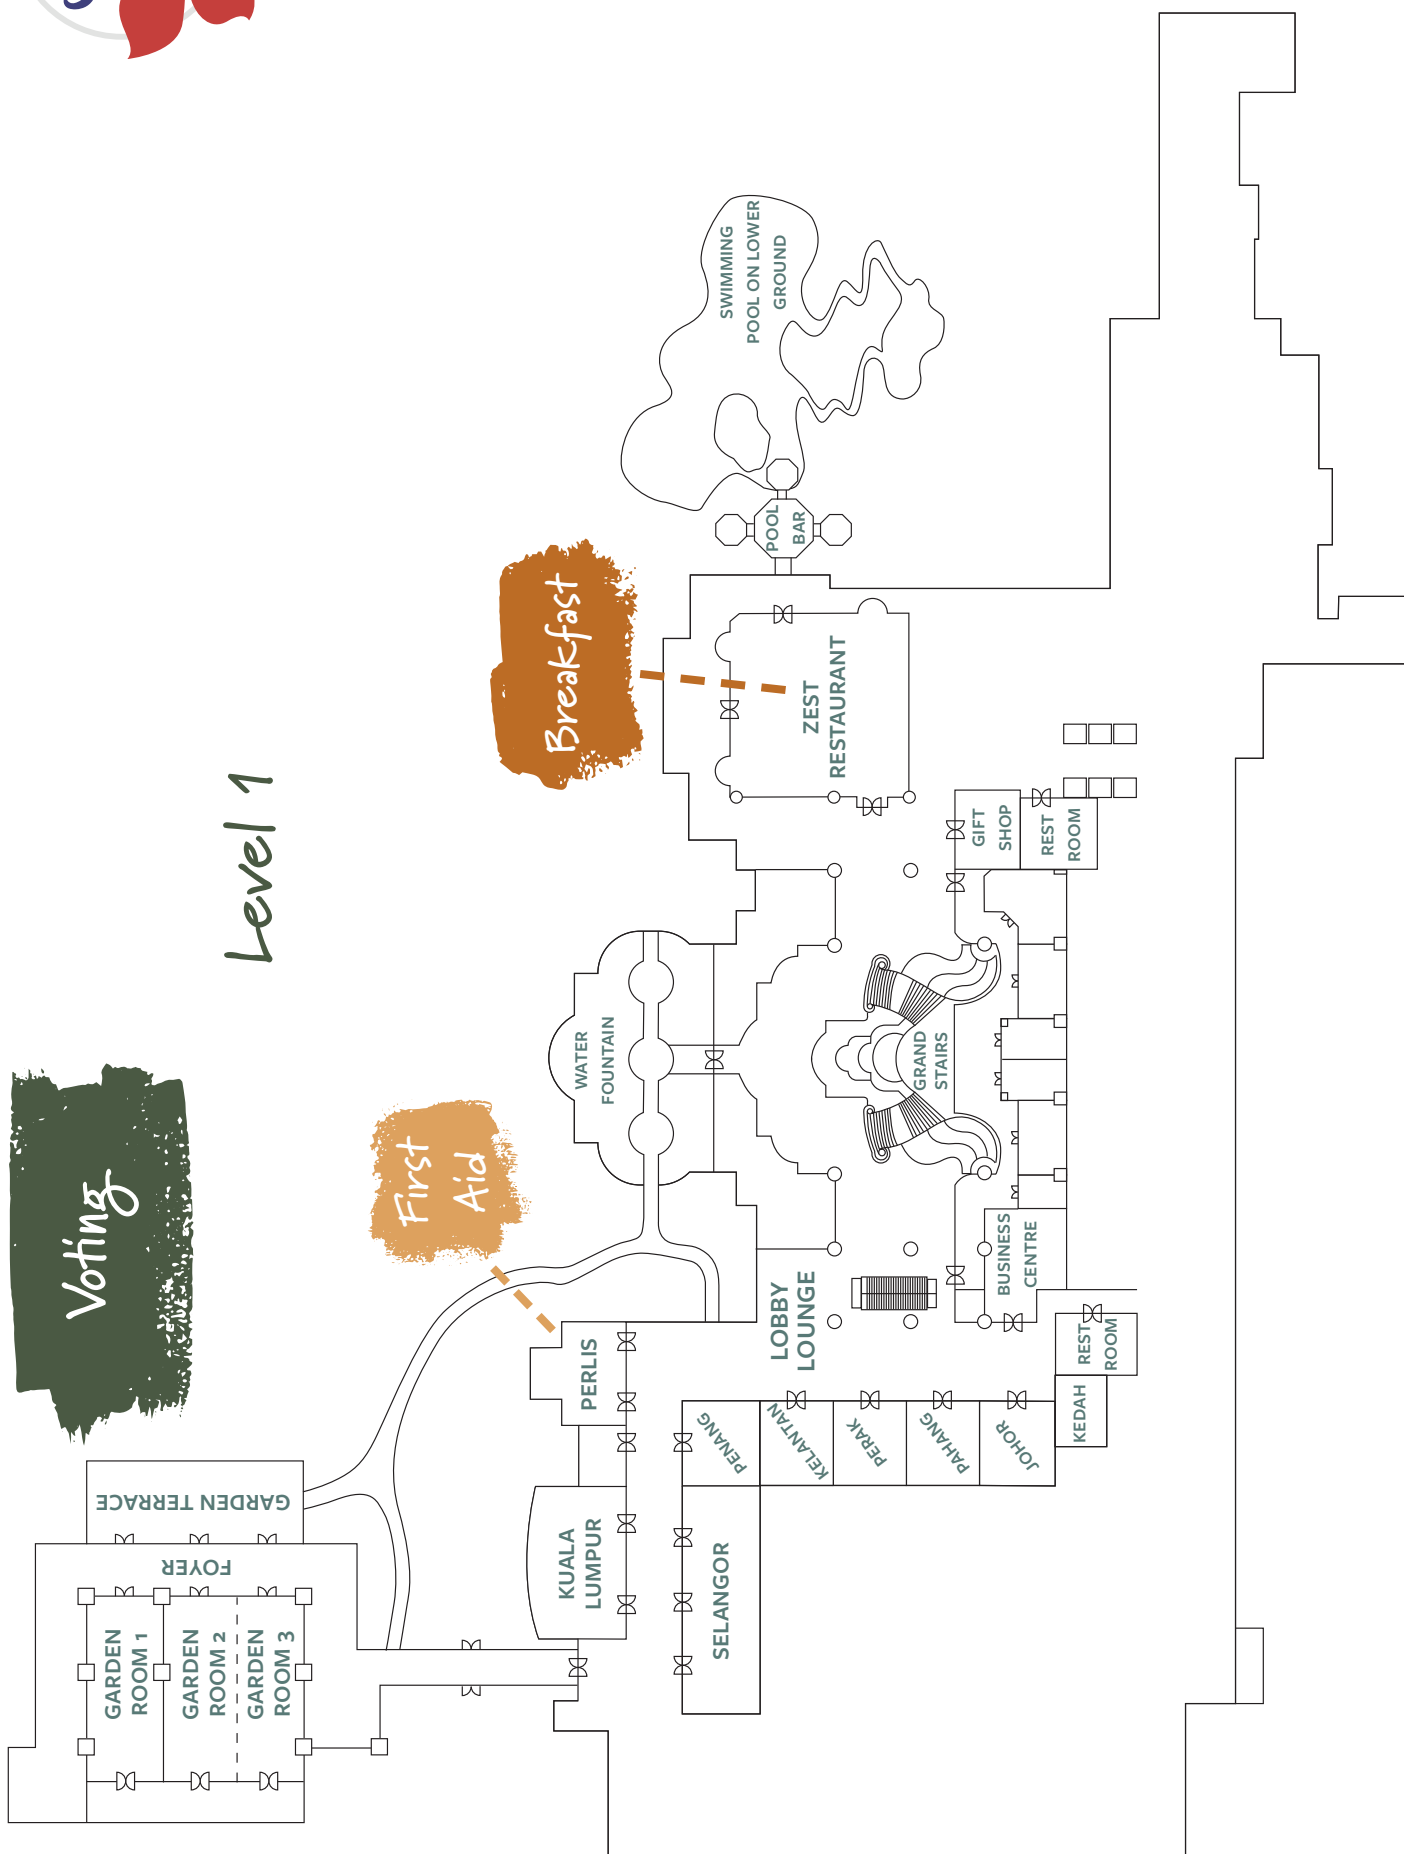 Level 1
Voting
First
Aid
Breakfast
GARDEN TERRACE
FOYER
GARDEN
ROOM 1
GARDEN
ROOM 2
GARDEN
ROOM 3
KUALA
LUMPUR
PERLIS
WATER
FOUNTAIN
SWIMMING
POOL ON LOWER
GROUND
POOL
BAR
ZEST
RESTAURANT
SELANGOR
PENANG
KELANTAN
PERAK
PAHANG
JOHOR
KEDAH
LOBBY
LOUNGE
GRAND
STAIRS
GIFT
SHOP
REST
ROOM
BUSINESS
CENTRE
REST
ROOM